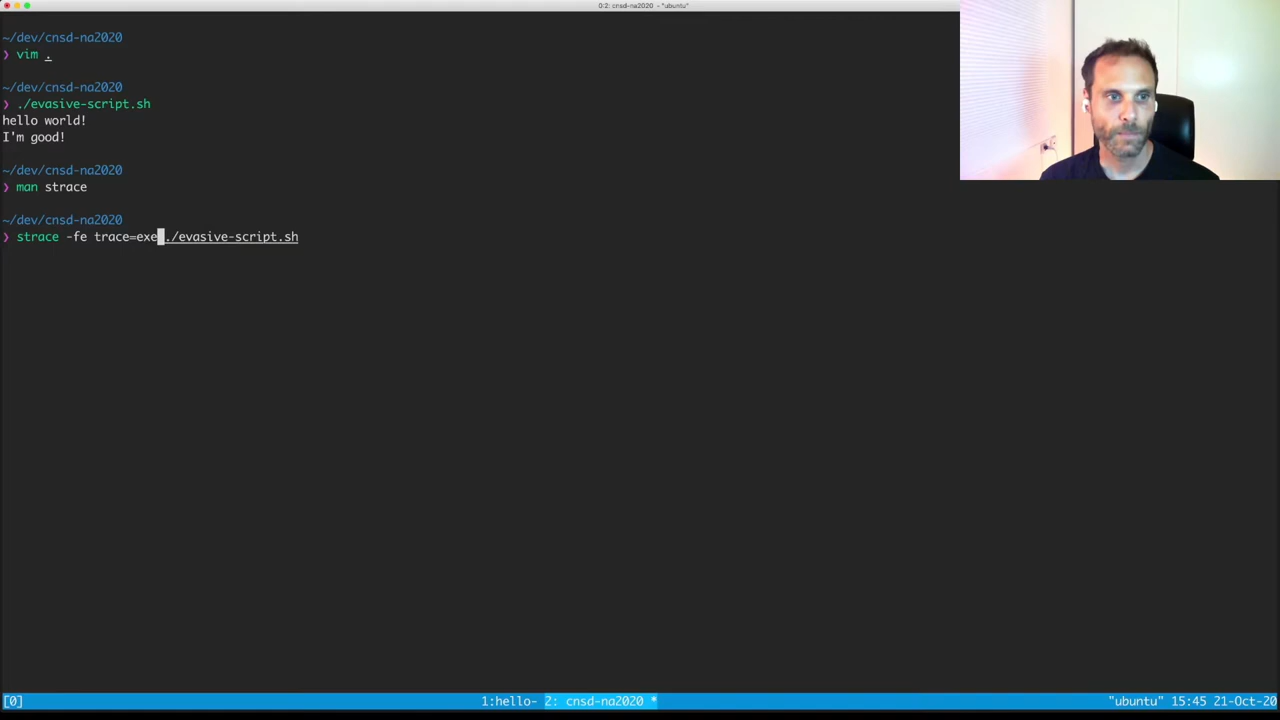 0:2: cnsd-na2020 - "ubuntu"
~/dev/cnsd-na2020
❯ vim .
~/dev/cnsd-na2020
❯ ./evasive-script.sh
hello world!
I'm good!
~/dev/cnsd-na2020
❯ man strace
~/dev/cnsd-na2020
❯ strace -fe trace=exe ./evasive-script.sh
[0] 1:hello- 2: cnsd-na2020 * "ubuntu" 15:45 21-Oct-20